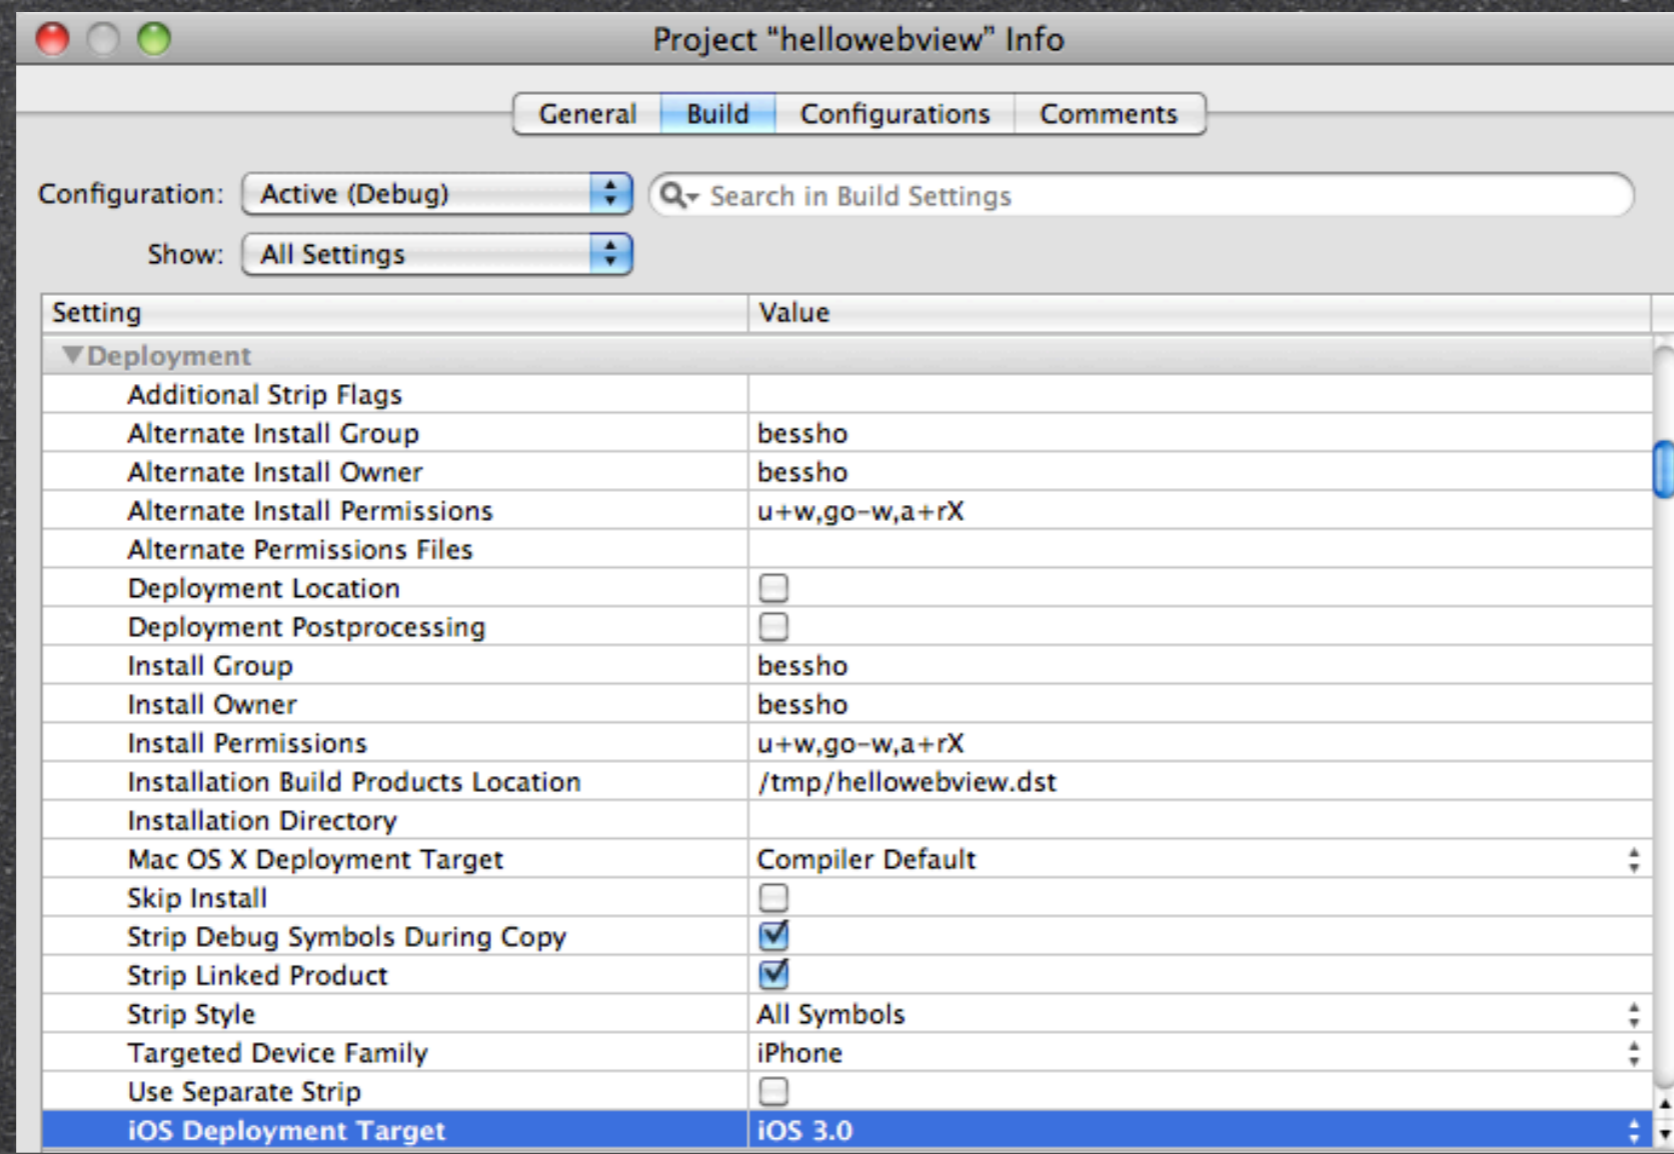 Project “hellowebview” Info
General Build Configurations Comments
Configuration: Active (Debug) Search in Build Settings
Show: All Settings
Setting Value
Deployment
Additional Strip Flags
Alternate Install Group bessho
Alternate Install Owner bessho
Alternate Install Permissions u+w,go-w,a+rX
Alternate Permissions Files
Deployment Location
Deployment Postprocessing
Install Group bessho
Install Owner bessho
Install Permissions u+w,go-w,a+rX
Installation Build Products Location /tmp/hellowebview.dst
Installation Directory
Mac OS X Deployment Target Compiler Default
Skip Install
Strip Debug Symbols During Copy
Strip Linked Product
Strip Style All Symbols
Targeted Device Family iPhone
Use Separate Strip
iOS Deployment Target iOS 3.0